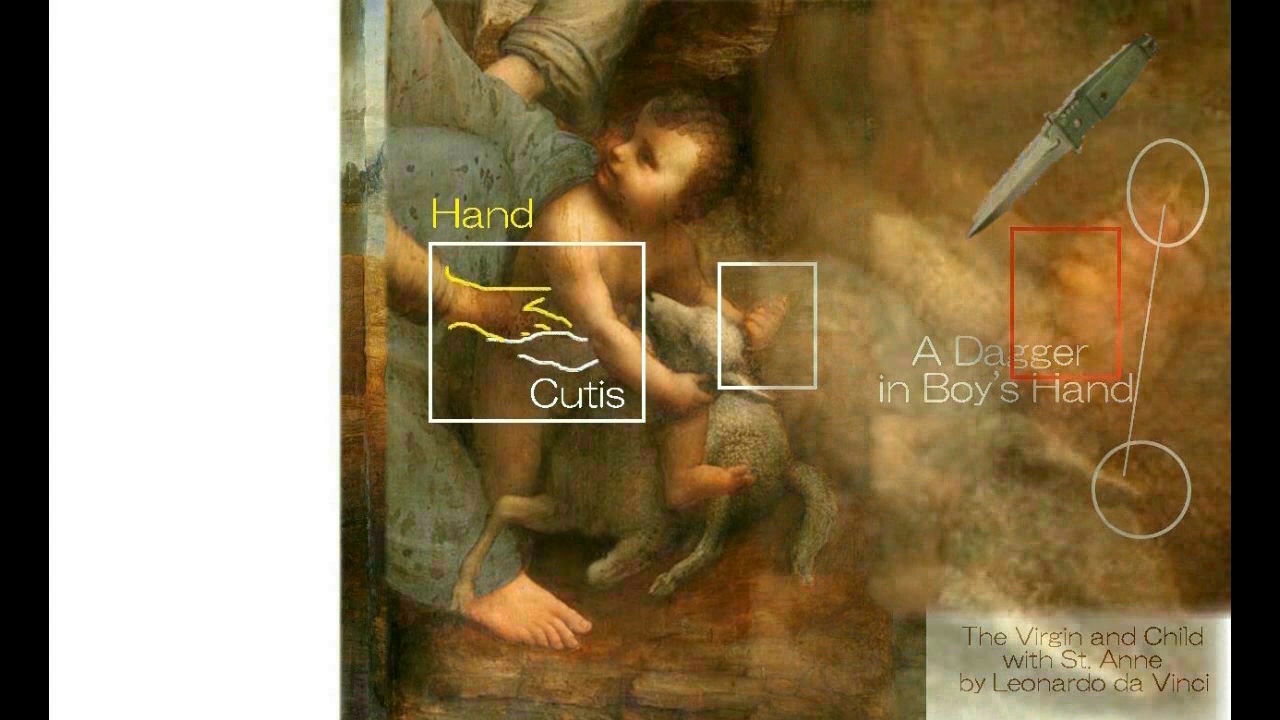 Hand
Cutis
A Dagger
in Boy's Hand
The Virgin and Child
with St. Anne
by Leonardo da Vinci